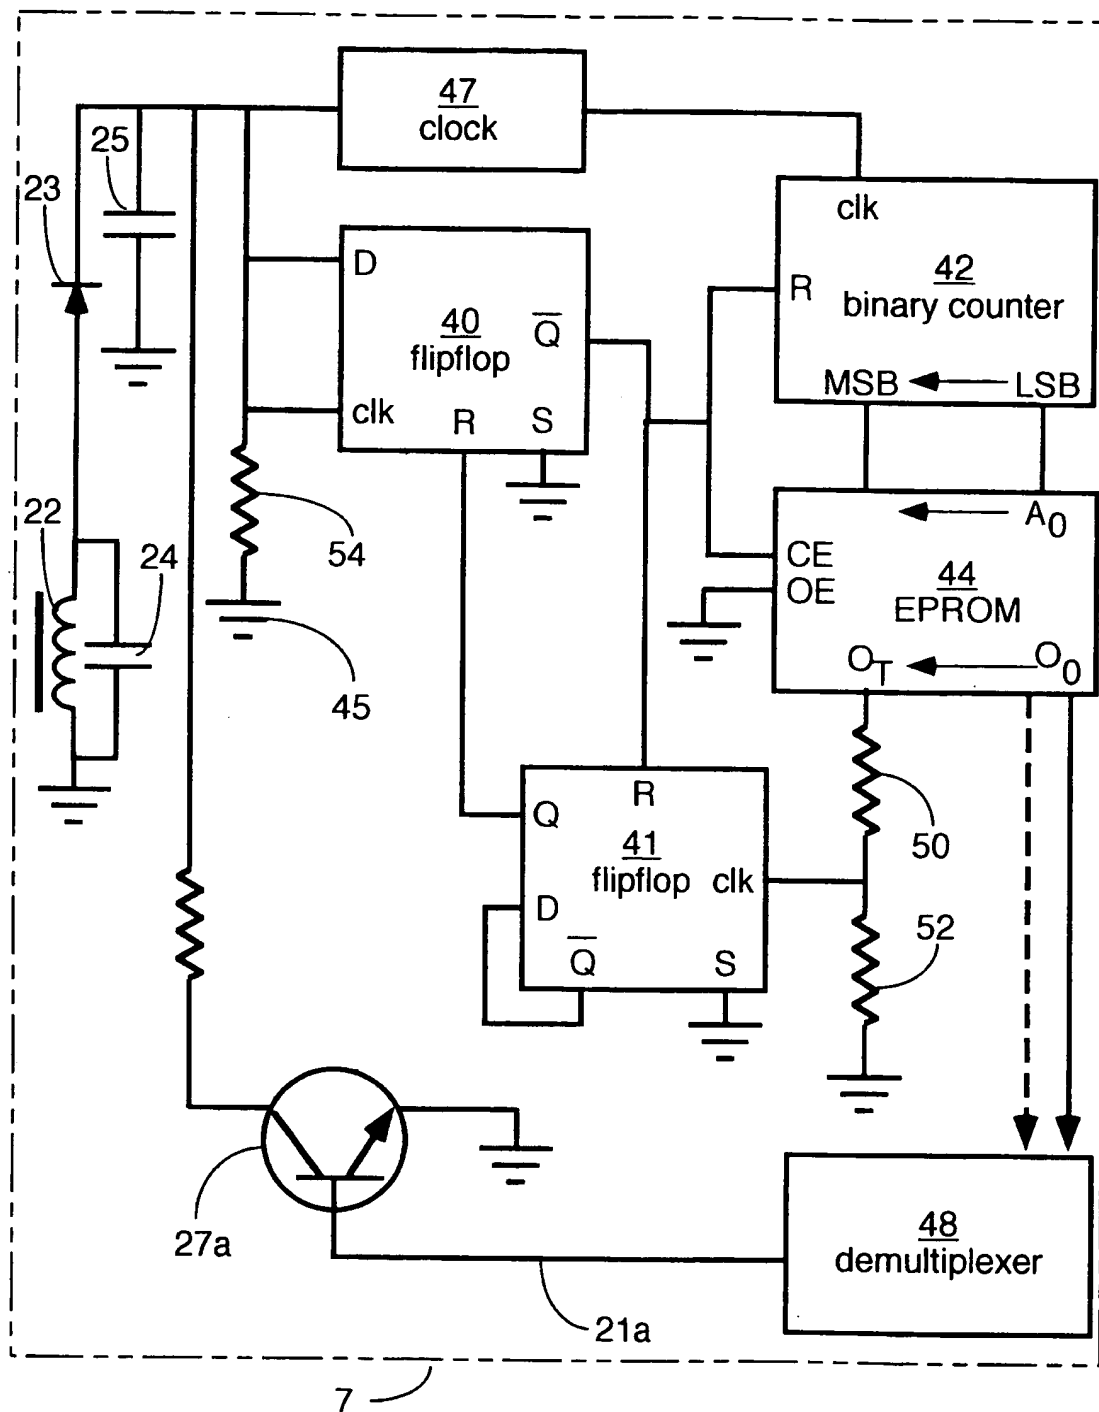 47
clock
25
23
clk
D
42
R
binary counter
40
Q
flipflop
MSB
LSB
clk
R
S
22
24
54
A0
CE
OE
44
EPROM
OT
O0
45
R
Q
50
41
flipflop
clk
D
52
Q
S
27a
48
demultiplexer
21a
7